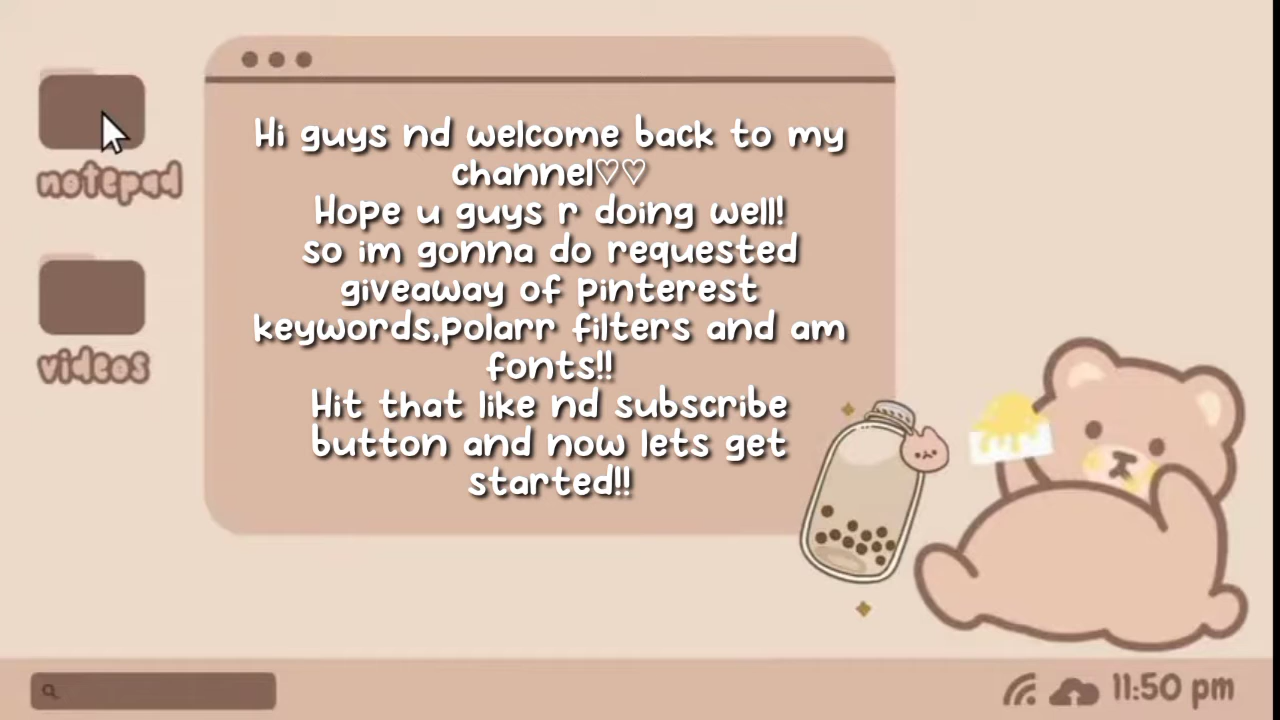 notepad
videos
Hi guys nd welcome back to my
channel♡♡
Hope u guys r doing well!
so im gonna do requested
giveaway of pinterest
keywords,polarr filters and am
fonts!!
Hit that like nd subscribe
button and now lets get
started!!
11:50 pm